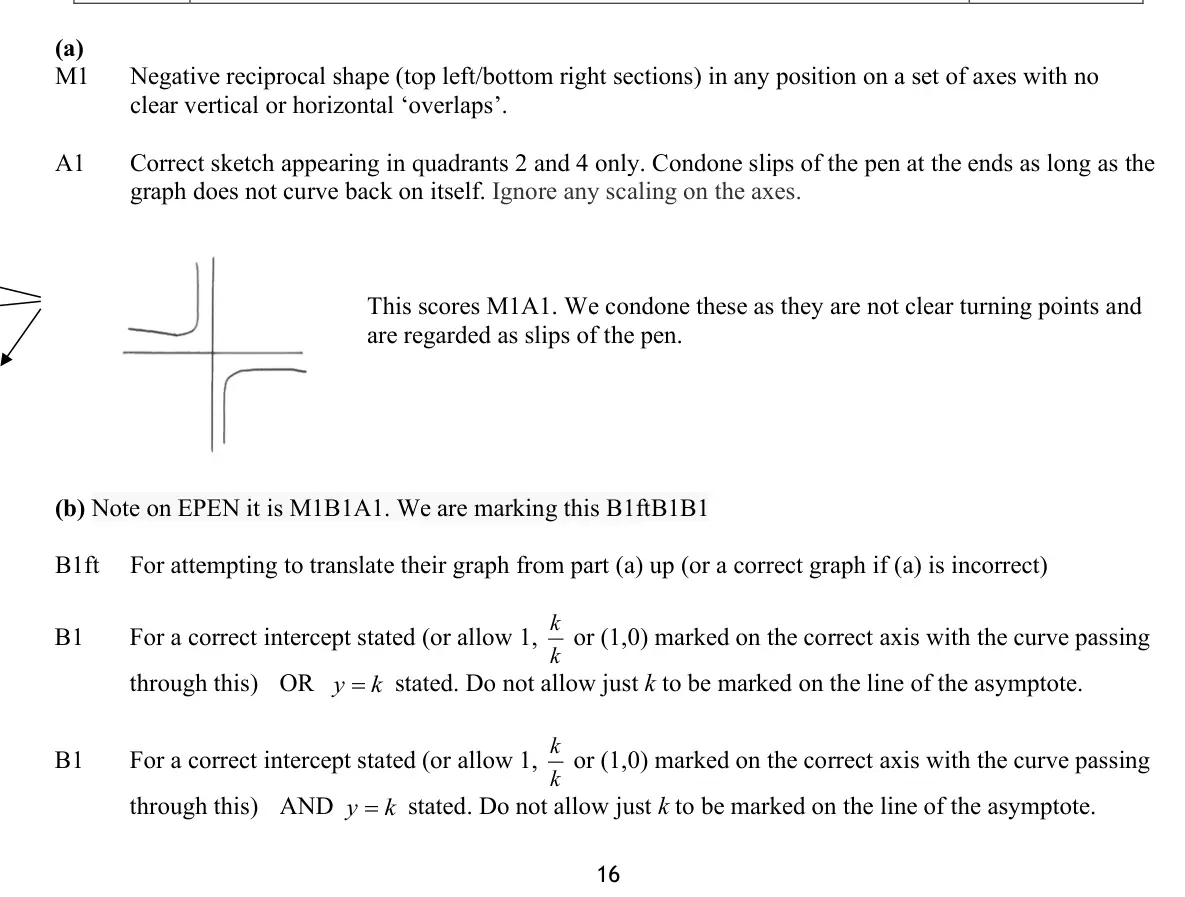 (a)
M1 Negative reciprocal shape (top left/bottom right sections) in any position on a set of axes with no
clear vertical or horizontal ‘overlaps’.
A1 Correct sketch appearing in quadrants 2 and 4 only. Condone slips of the pen at the ends as long as the
graph does not curve back on itself. Ignore any scaling on the axes.
This scores M1A1. We condone these as they are not clear turning points and
are regarded as slips of the pen.
(b) Note on EPEN it is M1B1A1. We are marking this B1ftB1B1
B1ft For attempting to translate their graph from part (a) up (or a correct graph if (a) is incorrect)
B1 For a correct intercept stated (or allow 1, k/k or (1,0) marked on the correct axis with the curve passing
through this) OR y = k stated. Do not allow just k to be marked on the line of the asymptote.
B1 For a correct intercept stated (or allow 1, k/k or (1,0) marked on the correct axis with the curve passing
through this) AND y = k stated. Do not allow just k to be marked on the line of the asymptote.
16